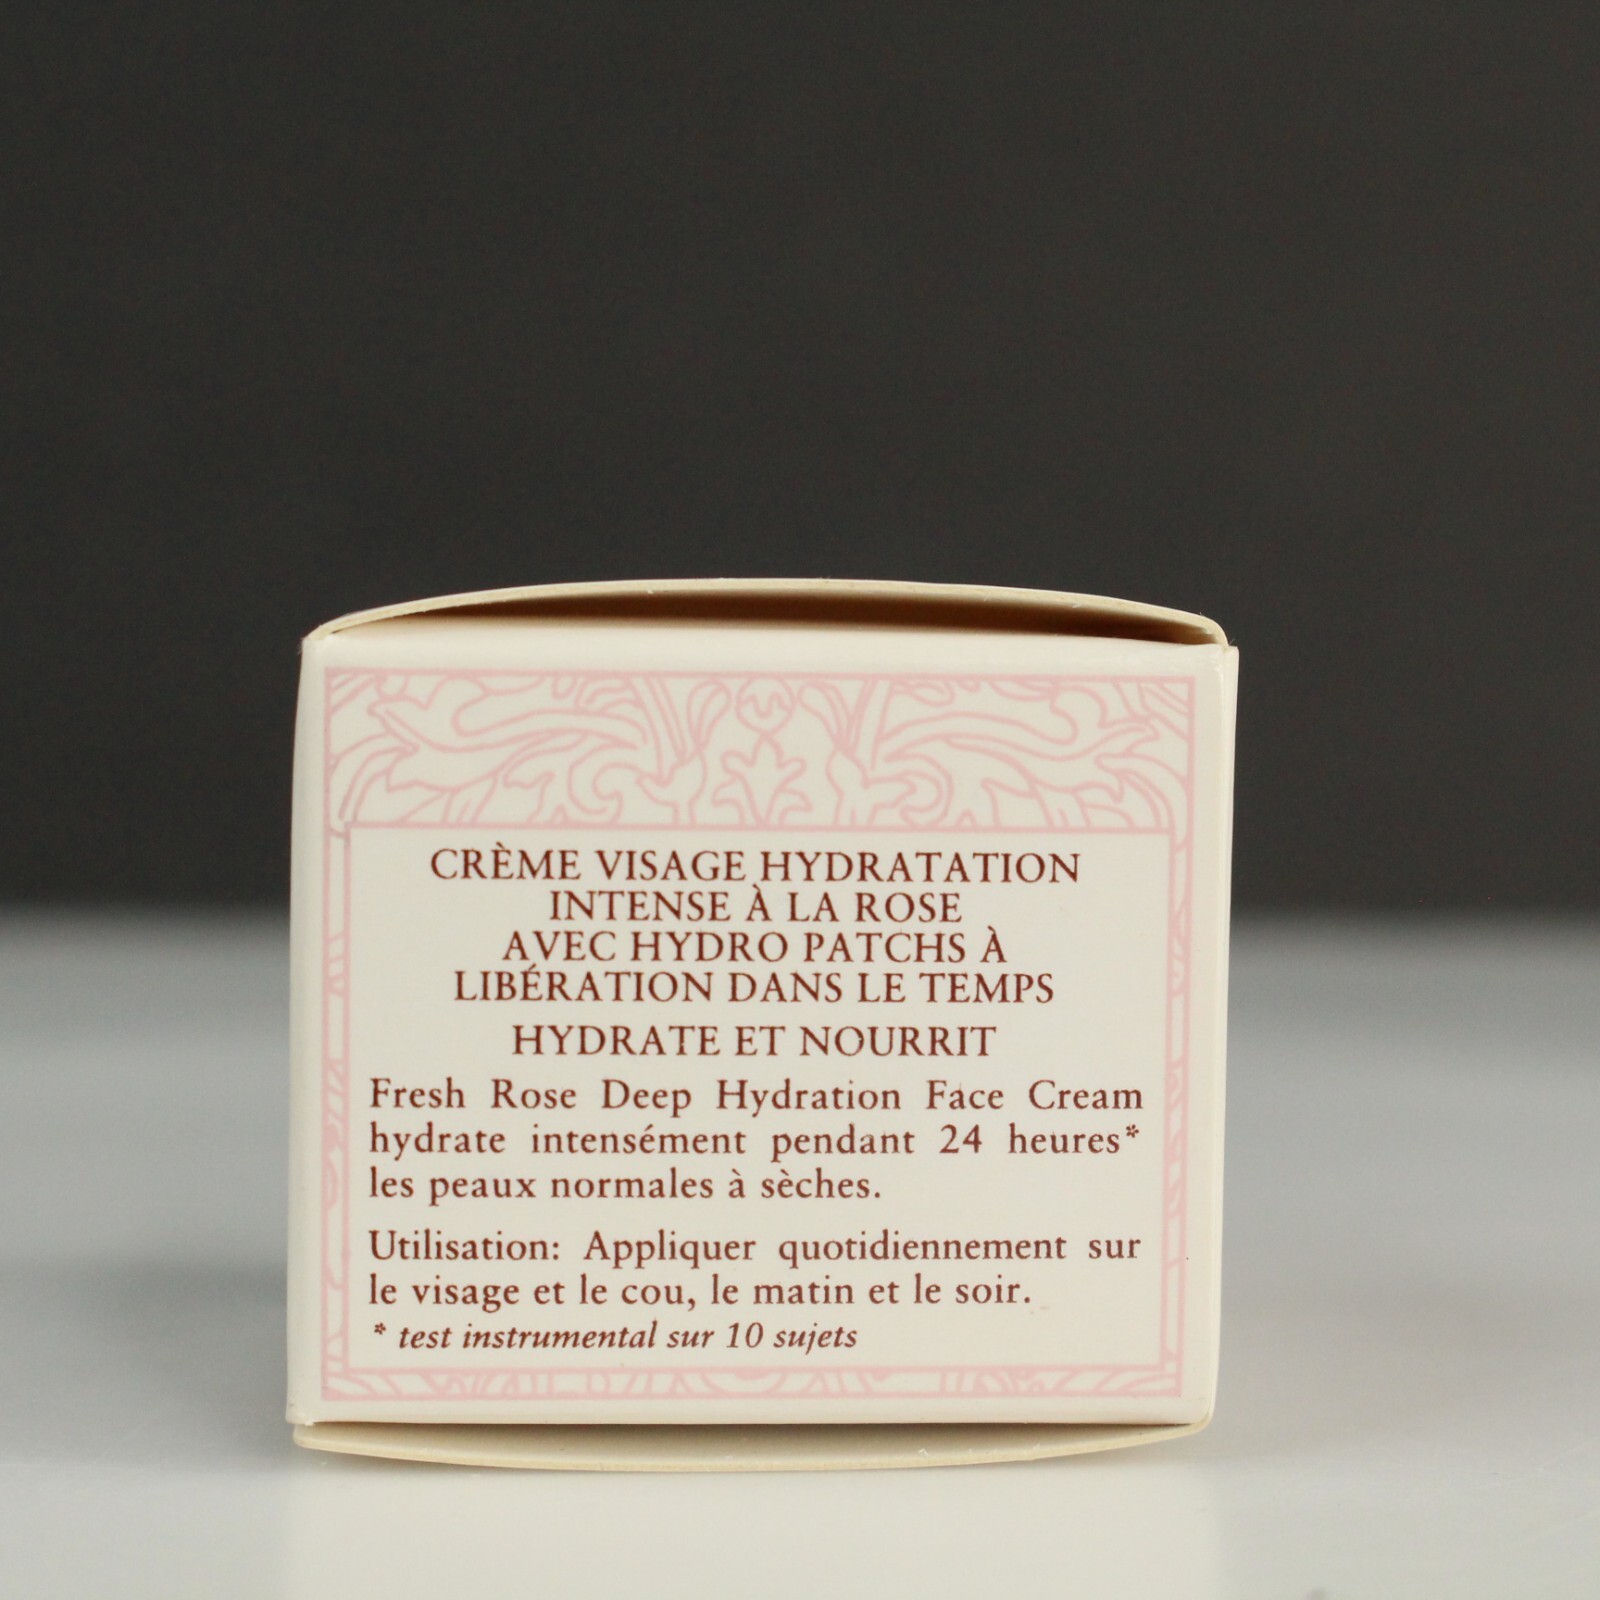 CRÈME VISAGE HYDRATATION
INTENSE À LA ROSE
AVEC HYDRO PATCHS À
LIBÉRATION DANS LE TEMPS
HYDRATE ET NOURRIT
Fresh Rose Deep Hydration Face Cream
hydrate intensément pendant 24 heures*
les peaux normales à sèches.
Utilisation: Appliquer quotidiennement sur
le visage et le cou, le matin et le soir.
* test instrumental sur 10 sujets